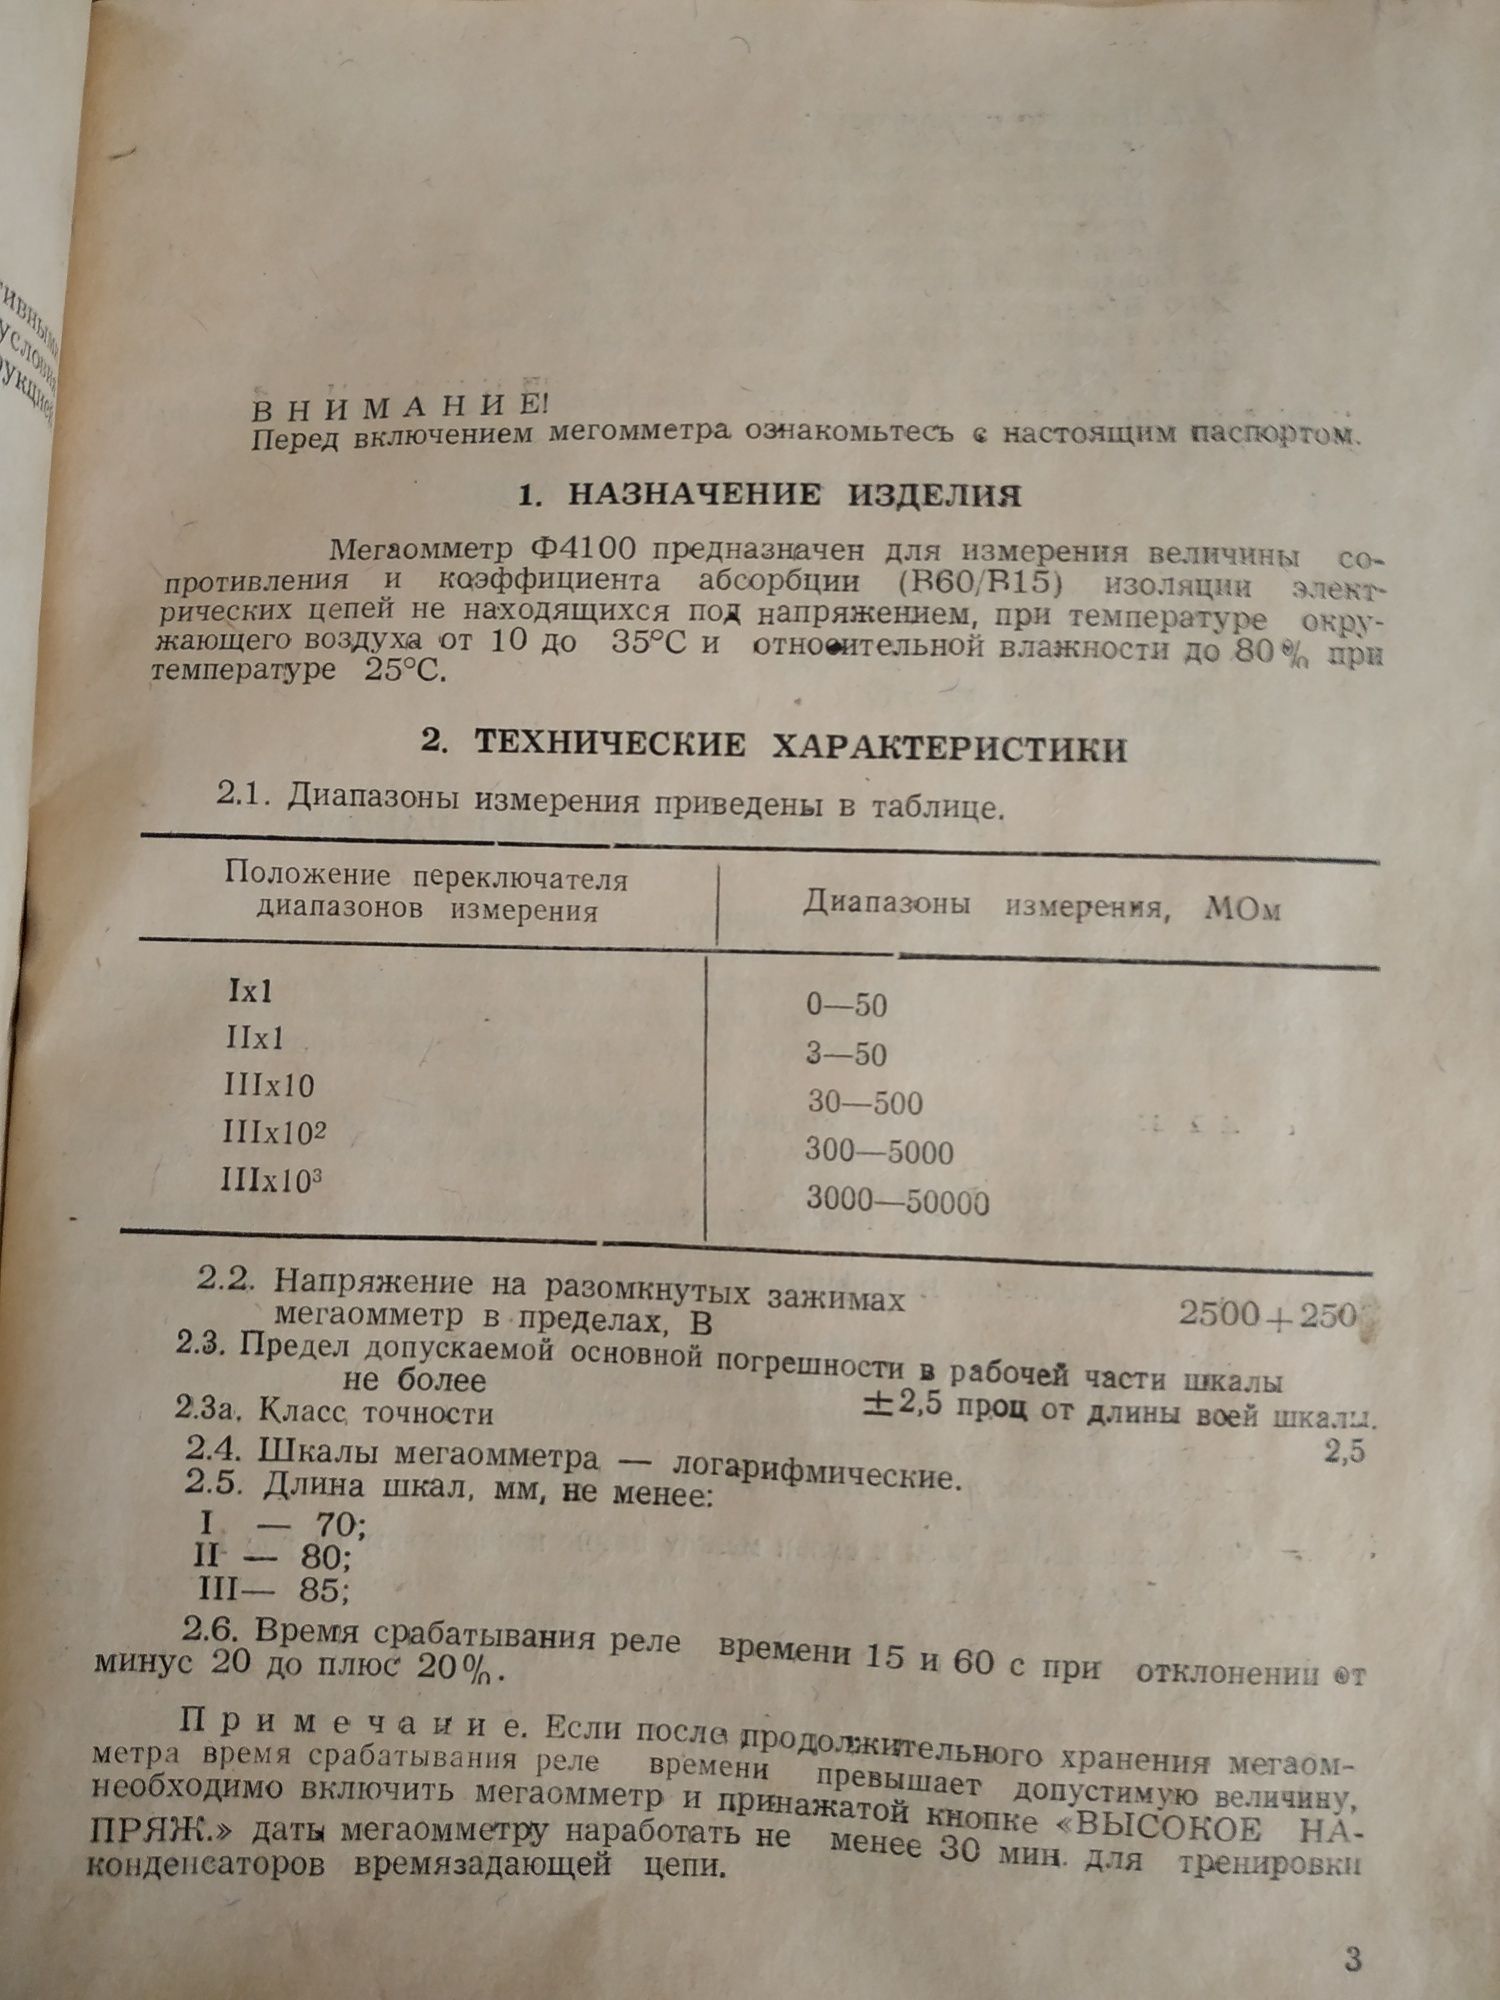 тивными
условия
рукцией
ВНИМАНИЕ!
Перед включением мегомметра ознакомьтесь с настоящим паспортом.
1. НАЗНАЧЕНИЕ ИЗДЕЛИЯ
Мегаомметр Ф4100 предназначен для измерения величины со-
противления и коэффициента абсорбции (R60/R15) изоляции элект-
рических цепей не находящихся под напряжением, при температуре окру-
жающего воздуха от 10 до 35°С и относительной влажности до 80% при
температуре 25°С.
2. ТЕХНИЧЕСКИЕ ХАРАКТЕРИСТИКИ
2.1. Диапазоны измерения приведены в таблице.
Положение переключателя
диапазонов измерения
Диапазоны измерения, МОм
Iх1
0—50
IIх1
3—50
IIIх10
30—500
IIIх10²
300—5000
IIIх10³
3000—50000
2.2. Напряжение на разомкнутых зажимах
мегаомметр в пределах, В 2500+250
2.3. Предел допускаемой основной погрешности в рабочей части шкалы
не более ±2,5 проц от длины всей шкалы.
2.3а. Класс точности 2,5
2.4. Шкалы мегаомметра — логарифмические.
2.5. Длина шкал, мм, не менее:
I — 70;
II — 80;
III— 85;
2.6. Время срабатывания реле времени 15 и 60 с при отклонении от
минус 20 до плюс 20%.
Примечание. Если после продолжительного хранения мегаом-
метра время срабатывания реле времени превышает допустимую величину,
необходимо включить мегаомметр и принажатой кнопке «ВЫСОКОЕ НА-
ПРЯЖ.» даты мегаомметру наработать не менее 30 мин. для тренировки
конденсаторов времязадающей цепи.
3